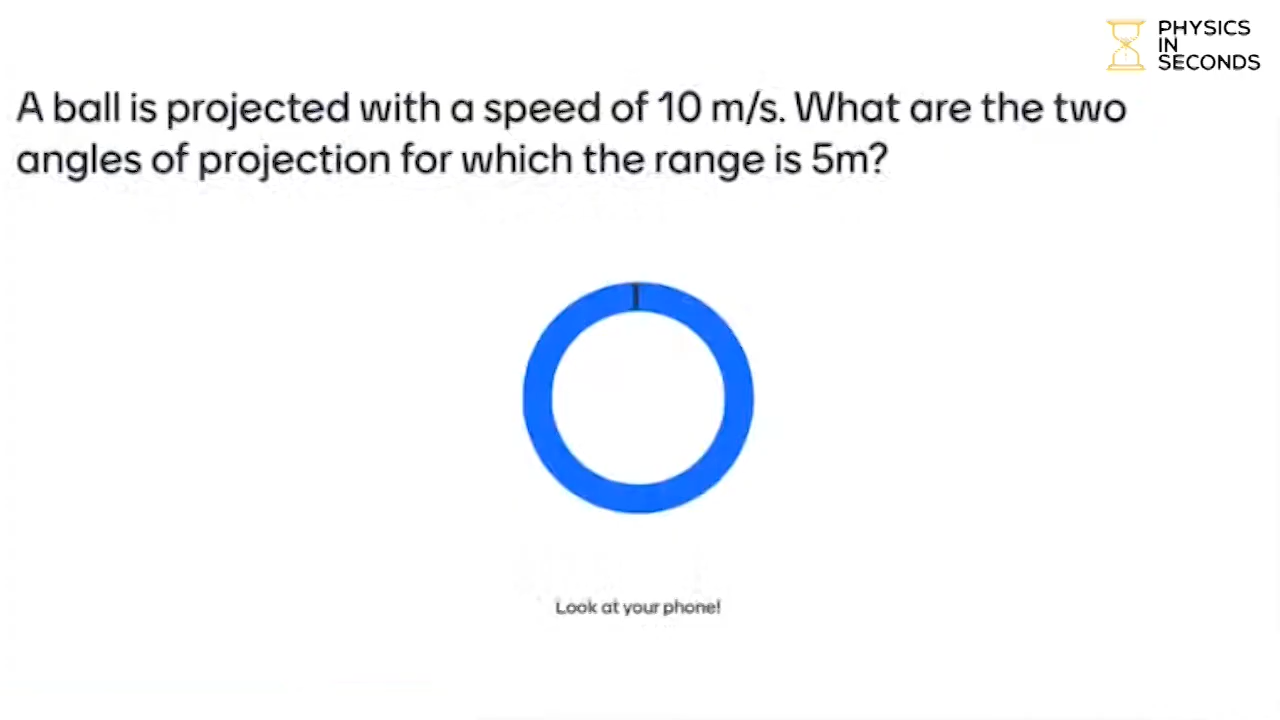 PHYSICS
IN
SECONDS
A ball is projected with a speed of 10 m/s. What are the two
angles of projection for which the range is 5m?
Look at your phone!